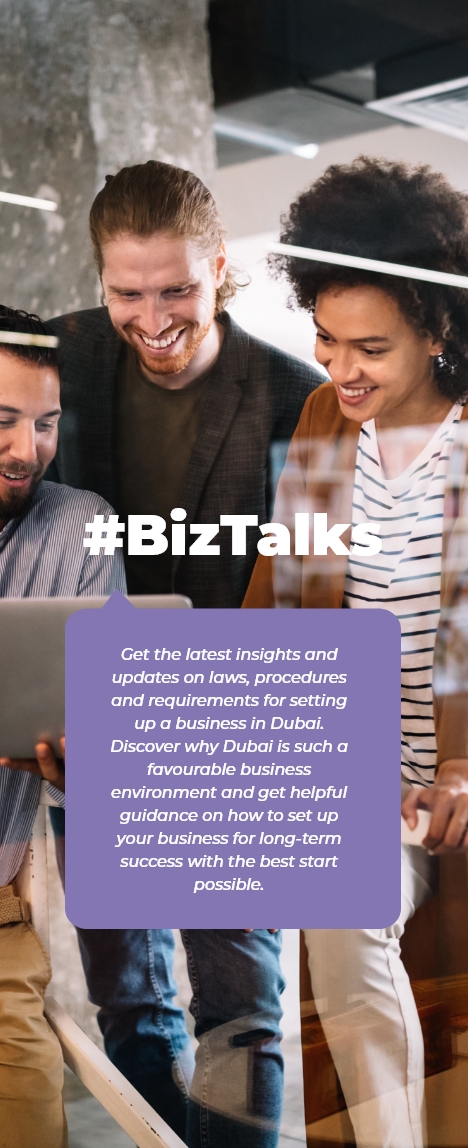 #BizTalks
Get the latest insights and
updates on laws, procedures
and requirements for setting
up a business in Dubai.
Discover why Dubai is such a
favourable business
environment and get helpful
guidance on how to set up
your business for long-term
success with the best start
possible.